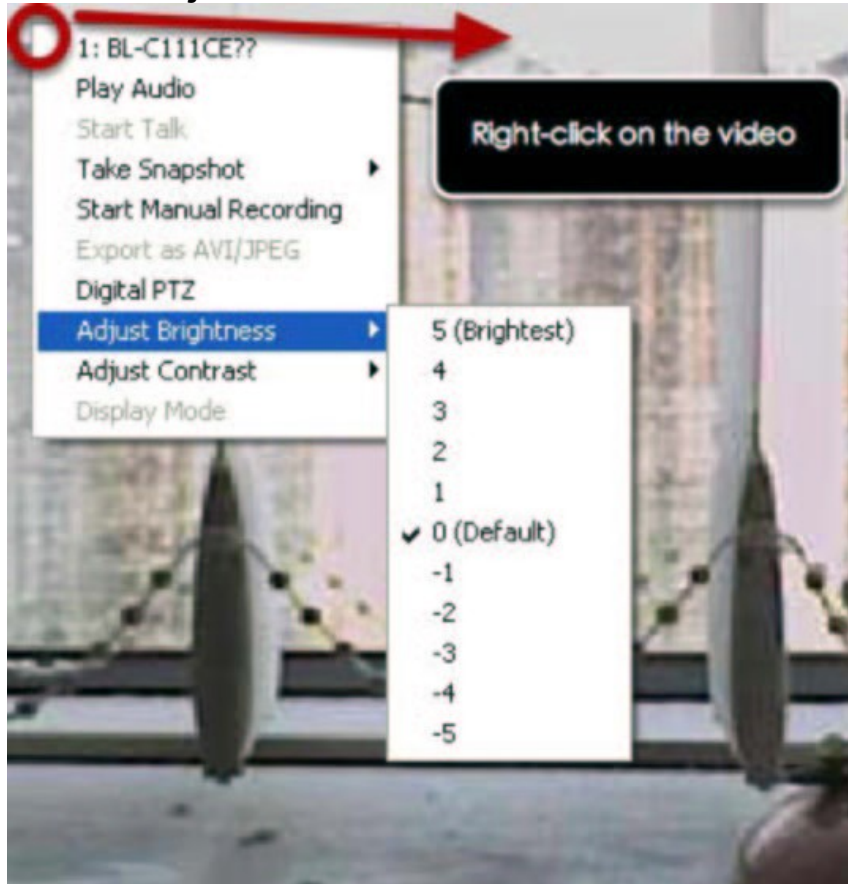 1: BL-C111CE??
Play Audio
Start Talk
Take Snapshot
Start Manual Recording
Export as AVI/JPEG
Digital PTZ
Adjust Brightness
Adjust Contrast
Display Mode
Right-click on the video
5 (Brightest)
4
3
2
1
0 (Default)
-1
-2
-3
-4
-5